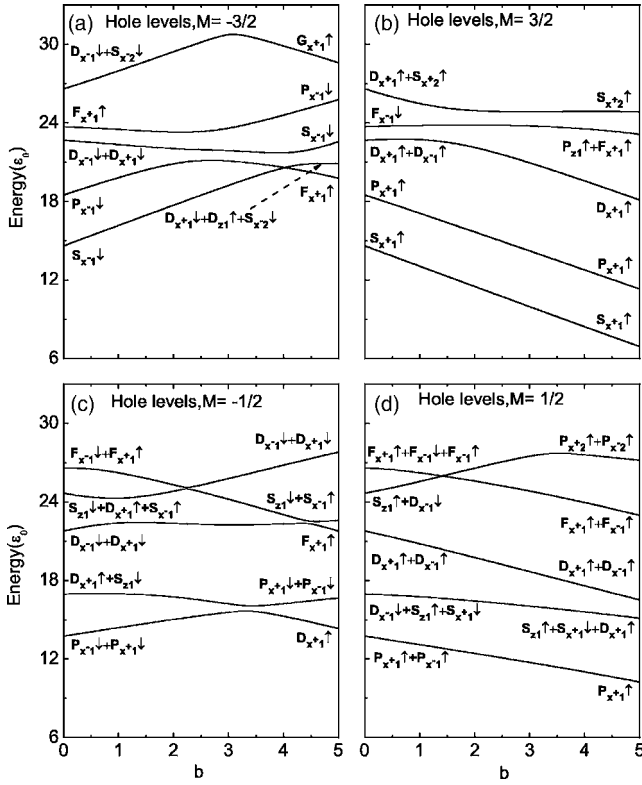 (a) Hole levels,M= -3/2
Dx-1↓+Sx-2↓
Gx+1↑
Px-1↓
Fx+1↑
Sx-1↓
Dx-1↓+Dx+1↓
Px-1↓
Fx+1↑
Dx+1↓+Dz1↑+Sx-2↓
Sx-1↓
30
24
18
12
6
Energy(ε0)
(b) Hole levels, M= 3/2
Dx+1↑+Sx+2↑
Sx+2↑
Fx-1↓
Pz1↑+Fx+1↑
Dx+1↑+Dx-1↑
Px+1↑
Dx+1↑
Sx+1↑
Px+1↑
Sx+1↑
(c) Hole levels,M= -1/2
Dx-1↓+Dx+1↓
Fx-1↓+Fx+1↑
Sz1↓+Dx+1↑+Sx-1↑
Sz1↓+Sx-1↑
Dx-1↓+Dx+1↓
Fx+1↑
Dx+1↑+Sz1↓
Px+1↓+Px-1↓
Px-1↓+Px+1↓
Dx+1↑
30
24
18
12
6
Energy(ε0)
0 1 2 3 4 5
b
(d) Hole levels,M= 1/2
Px+2↑+Px-2↑
Fx+1↑+Fx-1↓+Fx-1↑
Sz1↑+Dx-1↓
Fx+1↑+Fx-1↑
Dx+1↑+Dx-1↑
Dx+1↑+Dx-1↑
Dx-1↓+Sz1↑+Sx+1↓
Sz1↑+Sx+1↓+Dx+1↑
Px+1↑+Px-1↑
Px+1↑
0 1 2 3 4 5
b